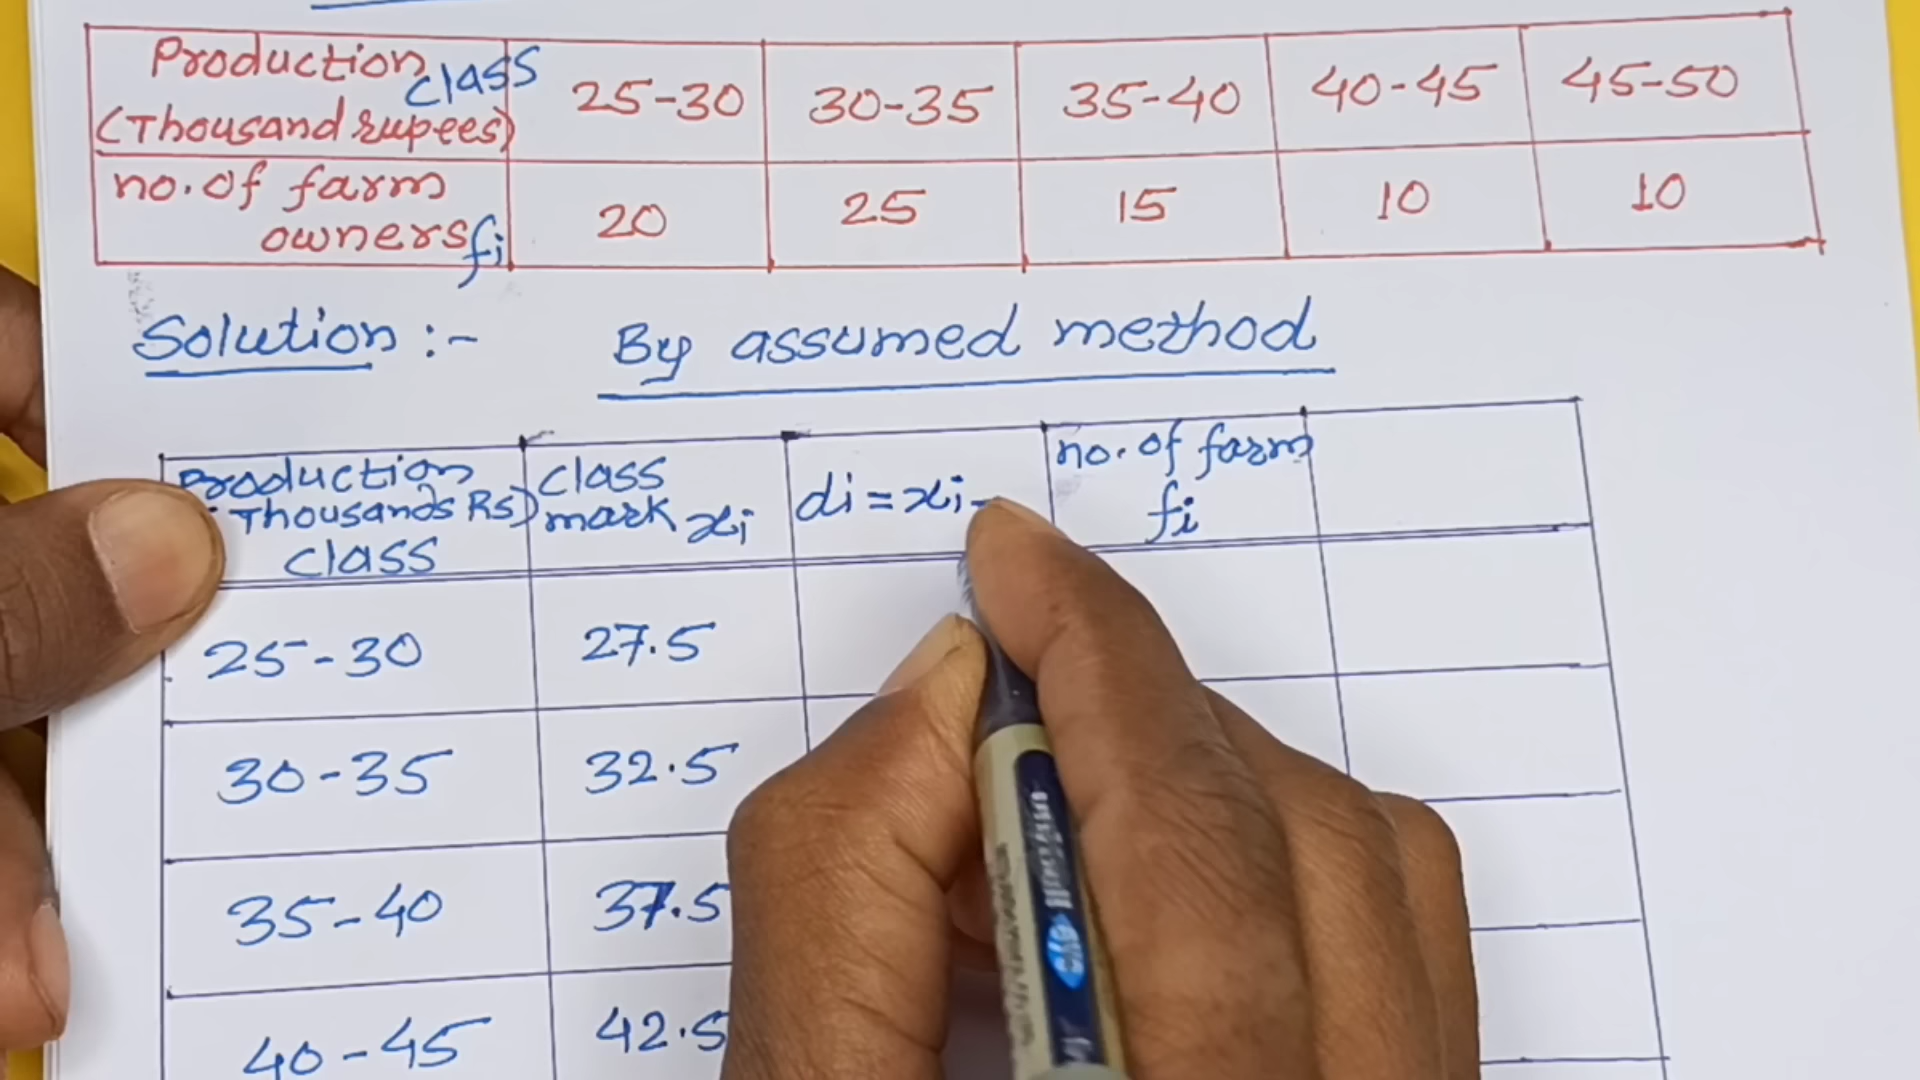 Production class 25-30 30-35 35-40 40-45 45-50
(Thousand rupees)
no. of farm owners fi 20 25 15 10 10
Solution :- By assumed method
Production (Thousands Rs) class
class mark xi
di = xi -
no. of farm fi
25-30 27.5
30-35 32.5
35-40 37.5
40-45 42.5